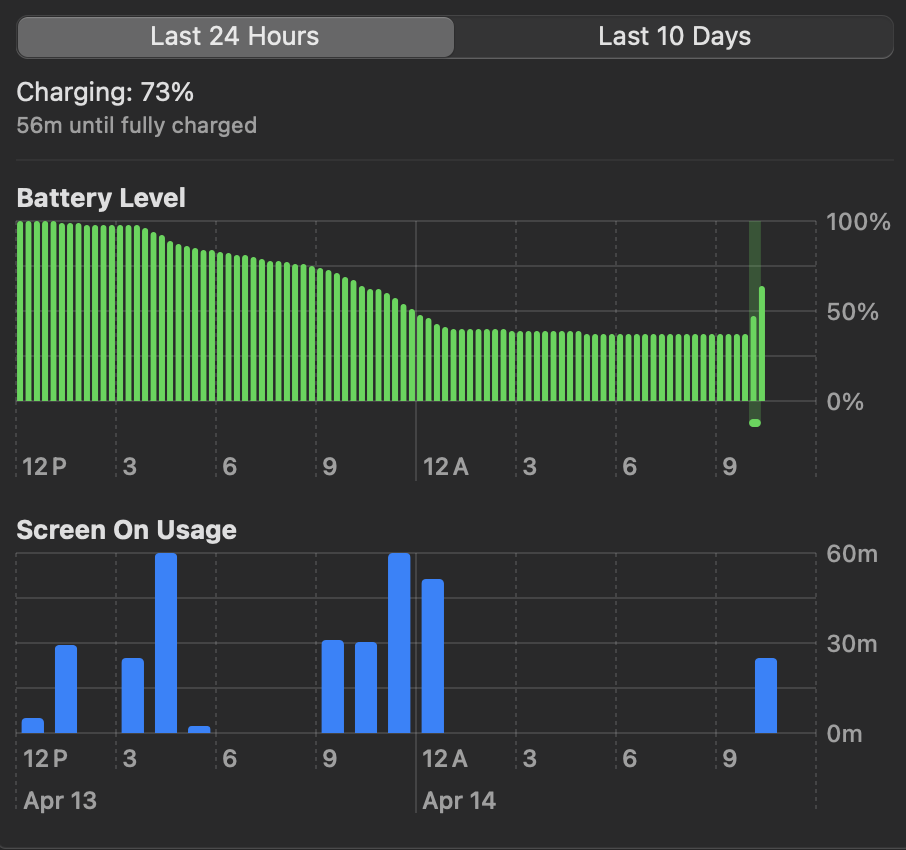 Last 24 Hours Last 10 Days
Charging: 73%
56m until fully charged
Battery Level
100%
50%
0%
12 P 3 6 9 12 A 3 6 9
Screen On Usage
60m
30m
0m
12 P 3 6 9 12 A 3 6 9
Apr 13 Apr 14